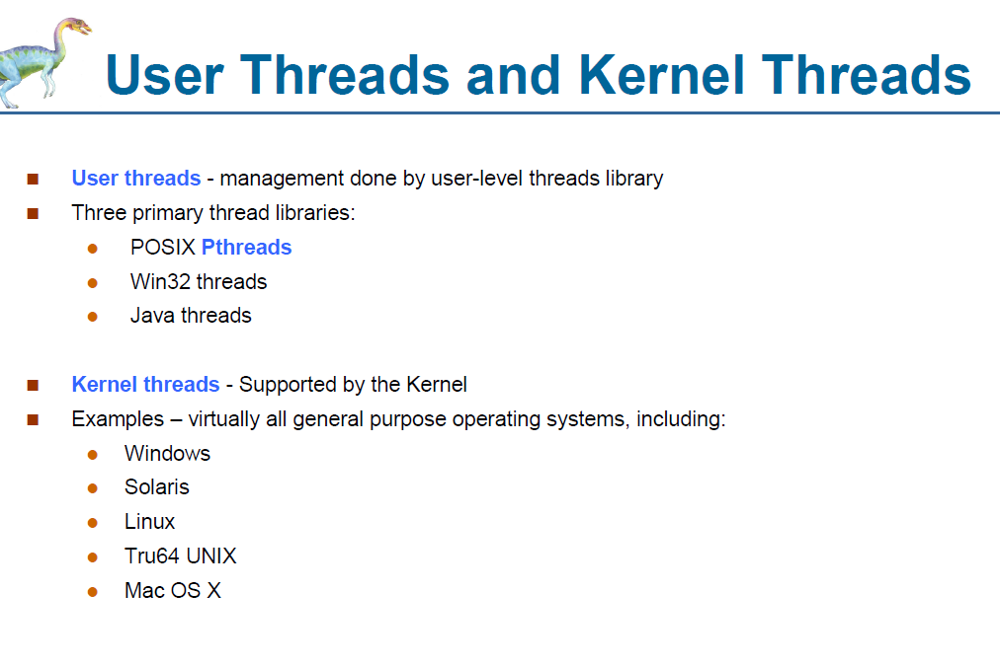 User Threads and Kernel Threads
User threads - management done by user-level threads library
Three primary thread libraries:
POSIX Pthreads
Win32 threads
Java threads
Kernel threads - Supported by the Kernel
Examples – virtually all general purpose operating systems, including:
Windows
Solaris
Linux
Tru64 UNIX
Mac OS X